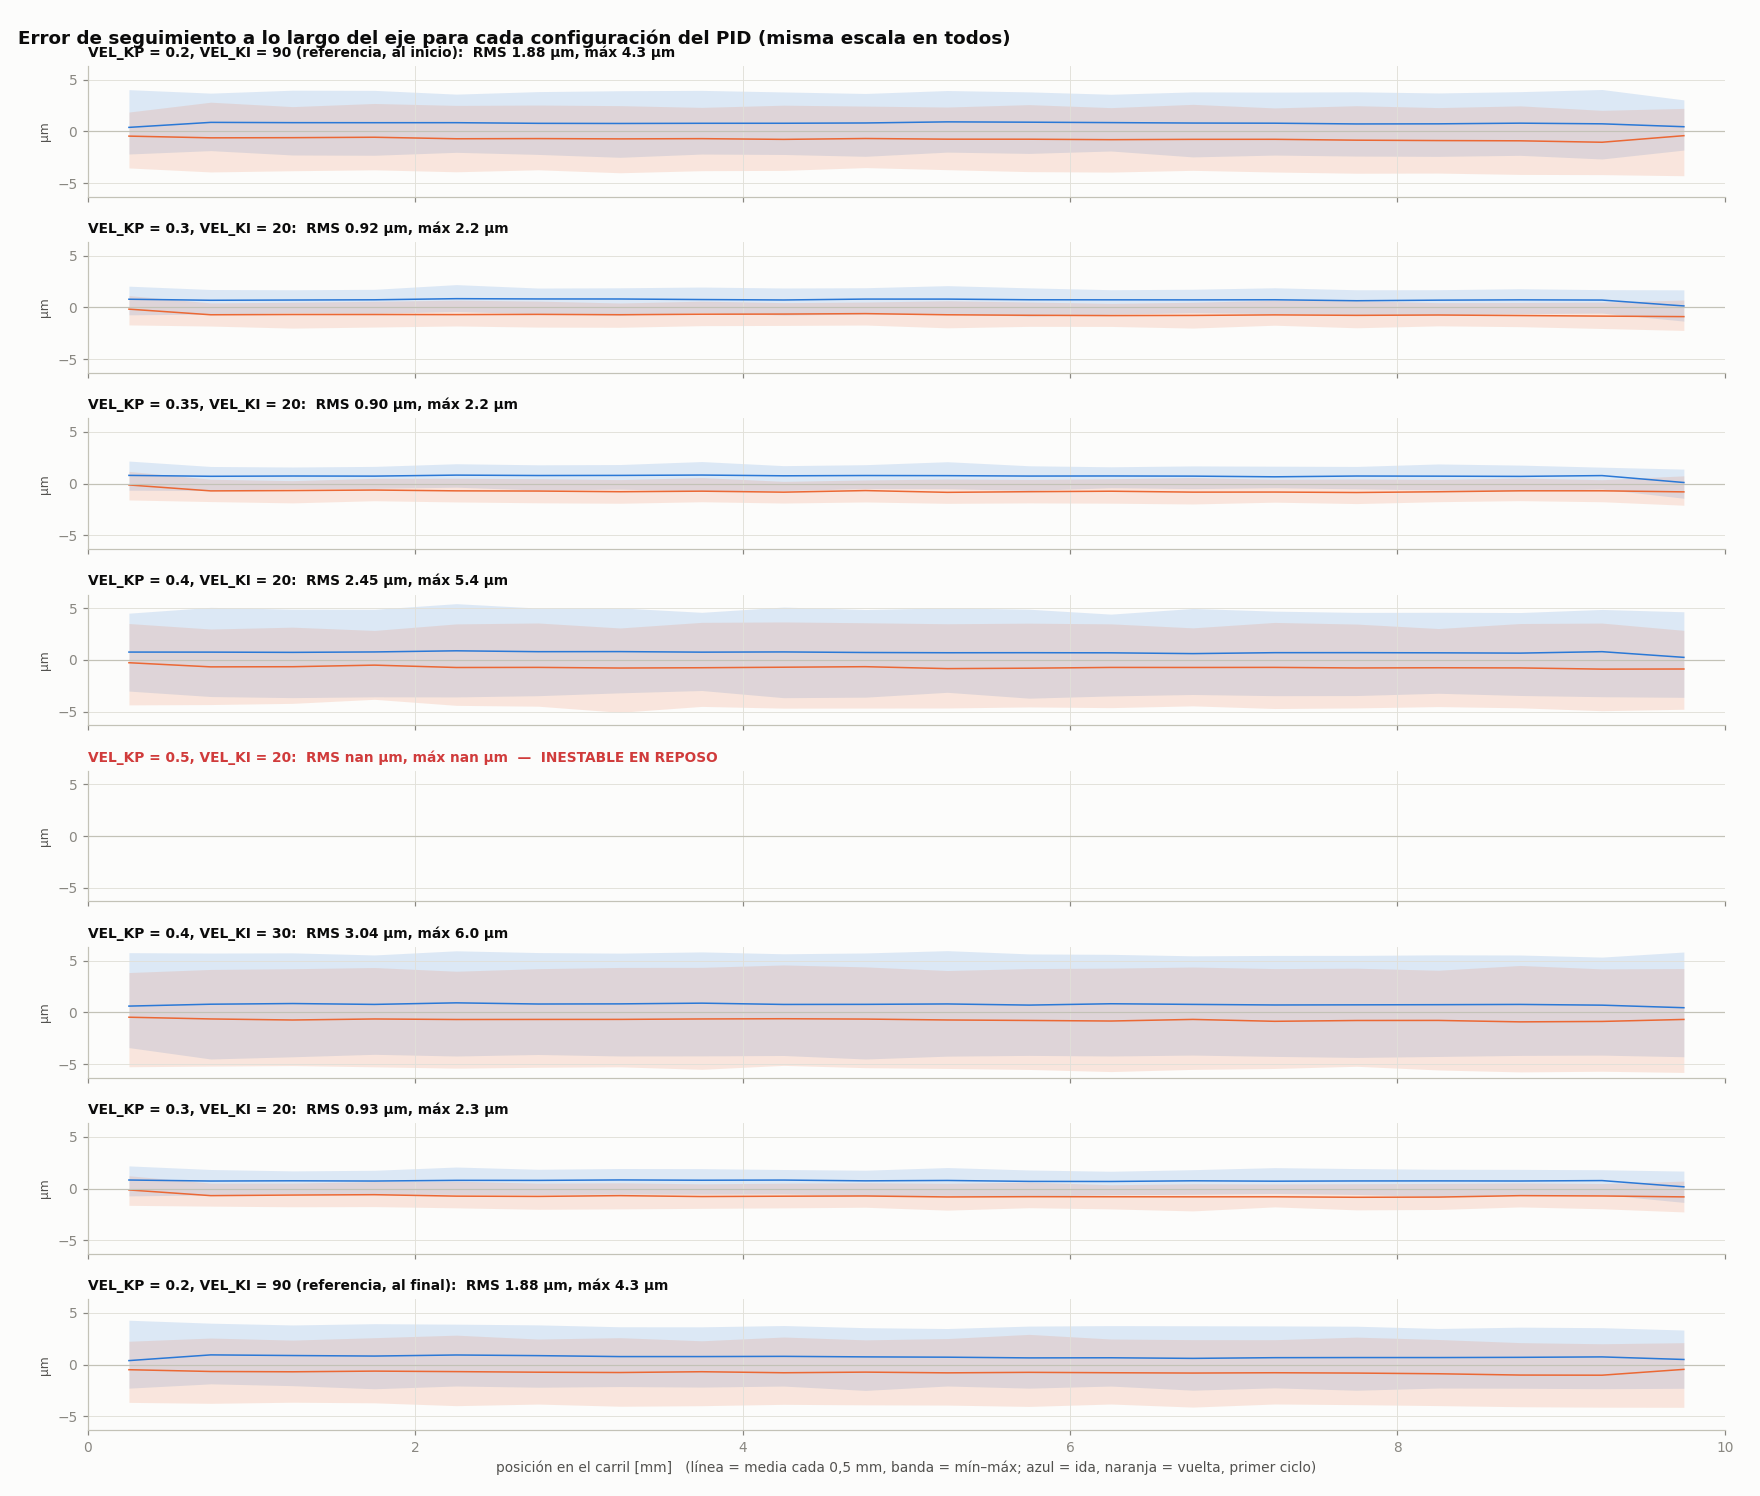 Error de seguimiento a lo largo del eje para cada configuración del PID (misma escala en todos)
VEL_KP = 0.2, VEL_KI = 90 (referencia, al inicio):  RMS 1.88 µm, máx 4.3 µm
5
0
−5
µm
VEL_KP = 0.3, VEL_KI = 20:  RMS 0.92 µm, máx 2.2 µm
5
0
−5
µm
VEL_KP = 0.35, VEL_KI = 20:  RMS 0.90 µm, máx 2.2 µm
5
0
−5
µm
VEL_KP = 0.4, VEL_KI = 20:  RMS 2.45 µm, máx 5.4 µm
5
0
−5
µm
VEL_KP = 0.5, VEL_KI = 20:  RMS nan µm, máx nan µm  —  INESTABLE EN REPOSO
5
0
−5
µm
VEL_KP = 0.4, VEL_KI = 30:  RMS 3.04 µm, máx 6.0 µm
5
0
−5
µm
VEL_KP = 0.3, VEL_KI = 20:  RMS 0.93 µm, máx 2.3 µm
5
0
−5
µm
VEL_KP = 0.2, VEL_KI = 90 (referencia, al final):  RMS 1.88 µm, máx 4.3 µm
5
0
−5
µm
0 2 4 6 8 10
posición en el carril [mm]   (línea = media cada 0,5 mm, banda = mín–máx; azul = ida, naranja = vuelta, primer ciclo)